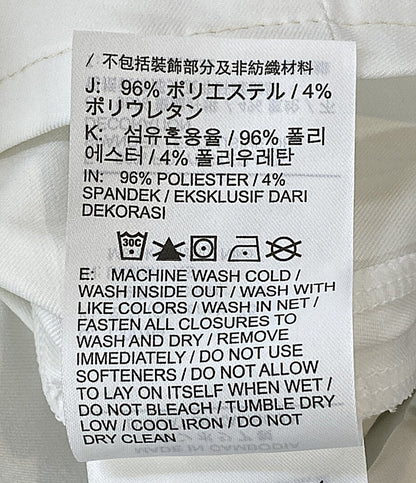 / 不包括裝飾部分及非紡織材料
J: 96% ポリエステル / 4%
ポリウレタン
K: 섬유혼용율 / 96% 폴리
에스터 / 4% 폴리우레탄
IN: 96% POLIESTER / 4%
SPANDEK / EKSKLUSIF DARI
DEKORASI
30C
E: MACHINE WASH COLD /
WASH INSIDE OUT / WASH WITH
LIKE COLORS / WASH IN NET /
FASTEN ALL CLOSURES TO
WASH AND DRY / REMOVE
IMMEDIATELY / DO NOT USE
SOFTENERS / DO NOT ALLOW
TO LAY ON ITSELF WHEN WET /
DO NOT BLEACH / TUMBLE DRY
LOW / COOL IRON / DO NOT
DRY CLEAN